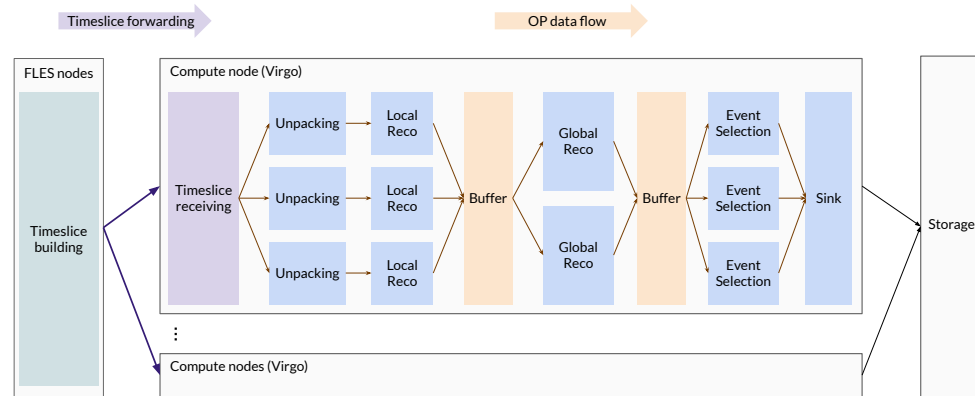 Timeslice forwarding
OP data flow
FLES nodes
Timeslice
building
Compute node (Virgo)
Timeslice
receiving
Unpacking
Local
Reco
Unpacking
Local
Reco
Unpacking
Local
Reco
Buffer
Global
Reco
Global
Reco
Buffer
Event
Selection
Event
Selection
Event
Selection
Sink
Storage
⋮
Compute nodes (Virgo)